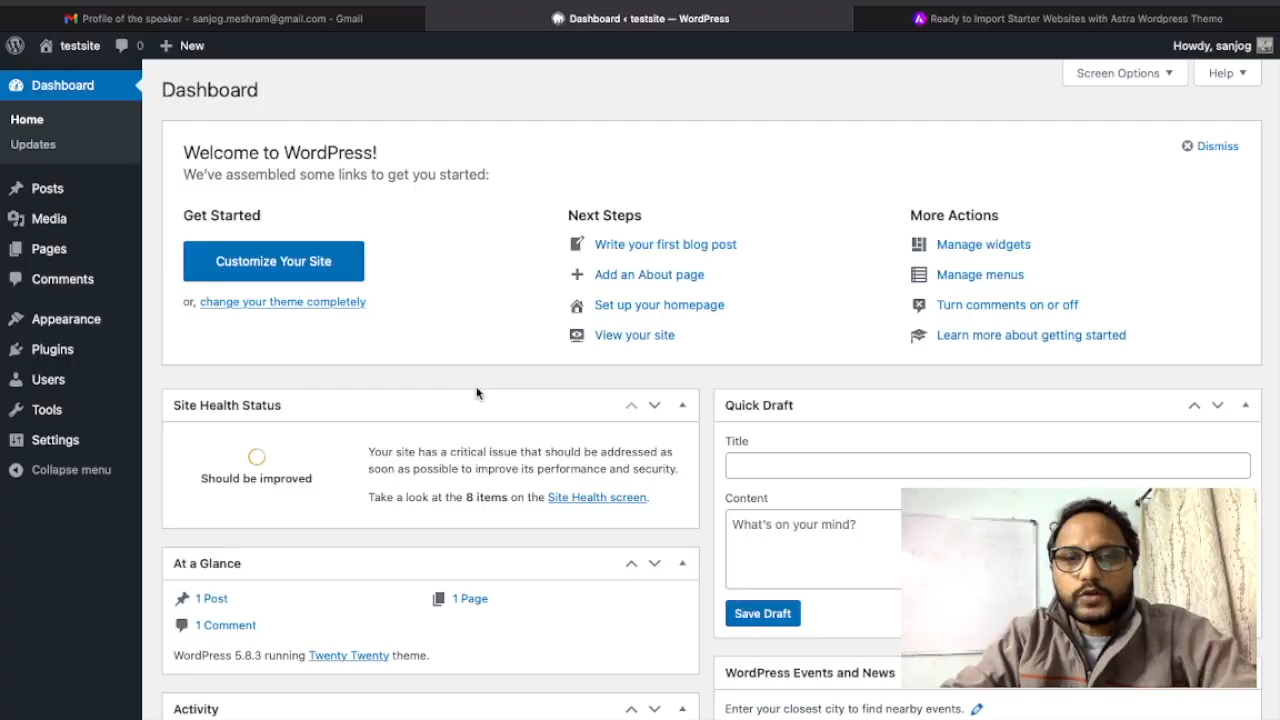 Profile of the speaker - sanjog.meshram@gmail.com - Gmail
Dashboard ‹ testsite — WordPress
Ready to Import Starter Websites with Astra Wordpress Theme
testsite
0
New
Howdy, sanjog
Dashboard
Home
Updates
Posts
Media
Pages
Comments
Appearance
Plugins
Users
Tools
Settings
Collapse menu
Dashboard
Screen Options
Help
Welcome to WordPress!
We've assembled some links to get you started:
Dismiss
Get Started
Customize Your Site
or, change your theme completely
Next Steps
Write your first blog post
Add an About page
Set up your homepage
View your site
More Actions
Manage widgets
Manage menus
Turn comments on or off
Learn more about getting started
Site Health Status
Should be improved
Your site has a critical issue that should be addressed as
soon as possible to improve its performance and security.
Take a look at the 8 items on the Site Health screen.
At a Glance
1 Post
1 Page
1 Comment
WordPress 5.8.3 running Twenty Twenty theme.
Activity
Quick Draft
Title
Content
What's on your mind?
Save Draft
WordPress Events and News
Enter your closest city to find nearby events.